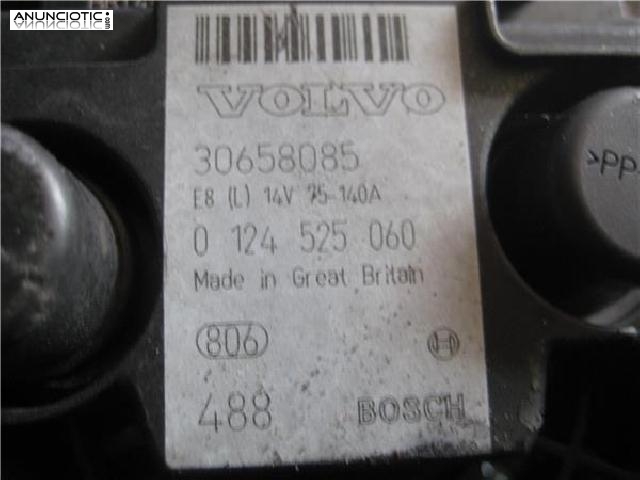 ANUNCIOTIC.com
VOLVO
30658085
E8 (L) 14V 75-140A
0 124 525 060
>PP
Made in Great Britain
806
488 BOSCH